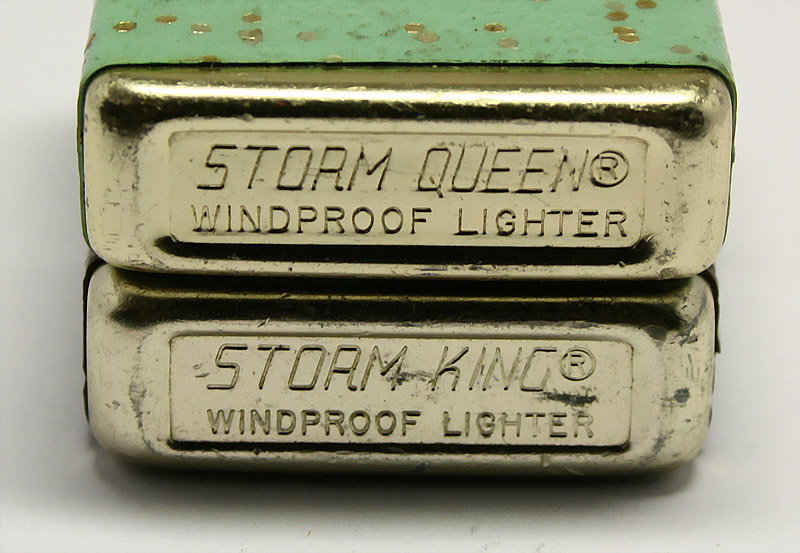 STORM QUEEN®
WINDPROOF LIGHTER
STORM KING®
WINDPROOF LIGHTER